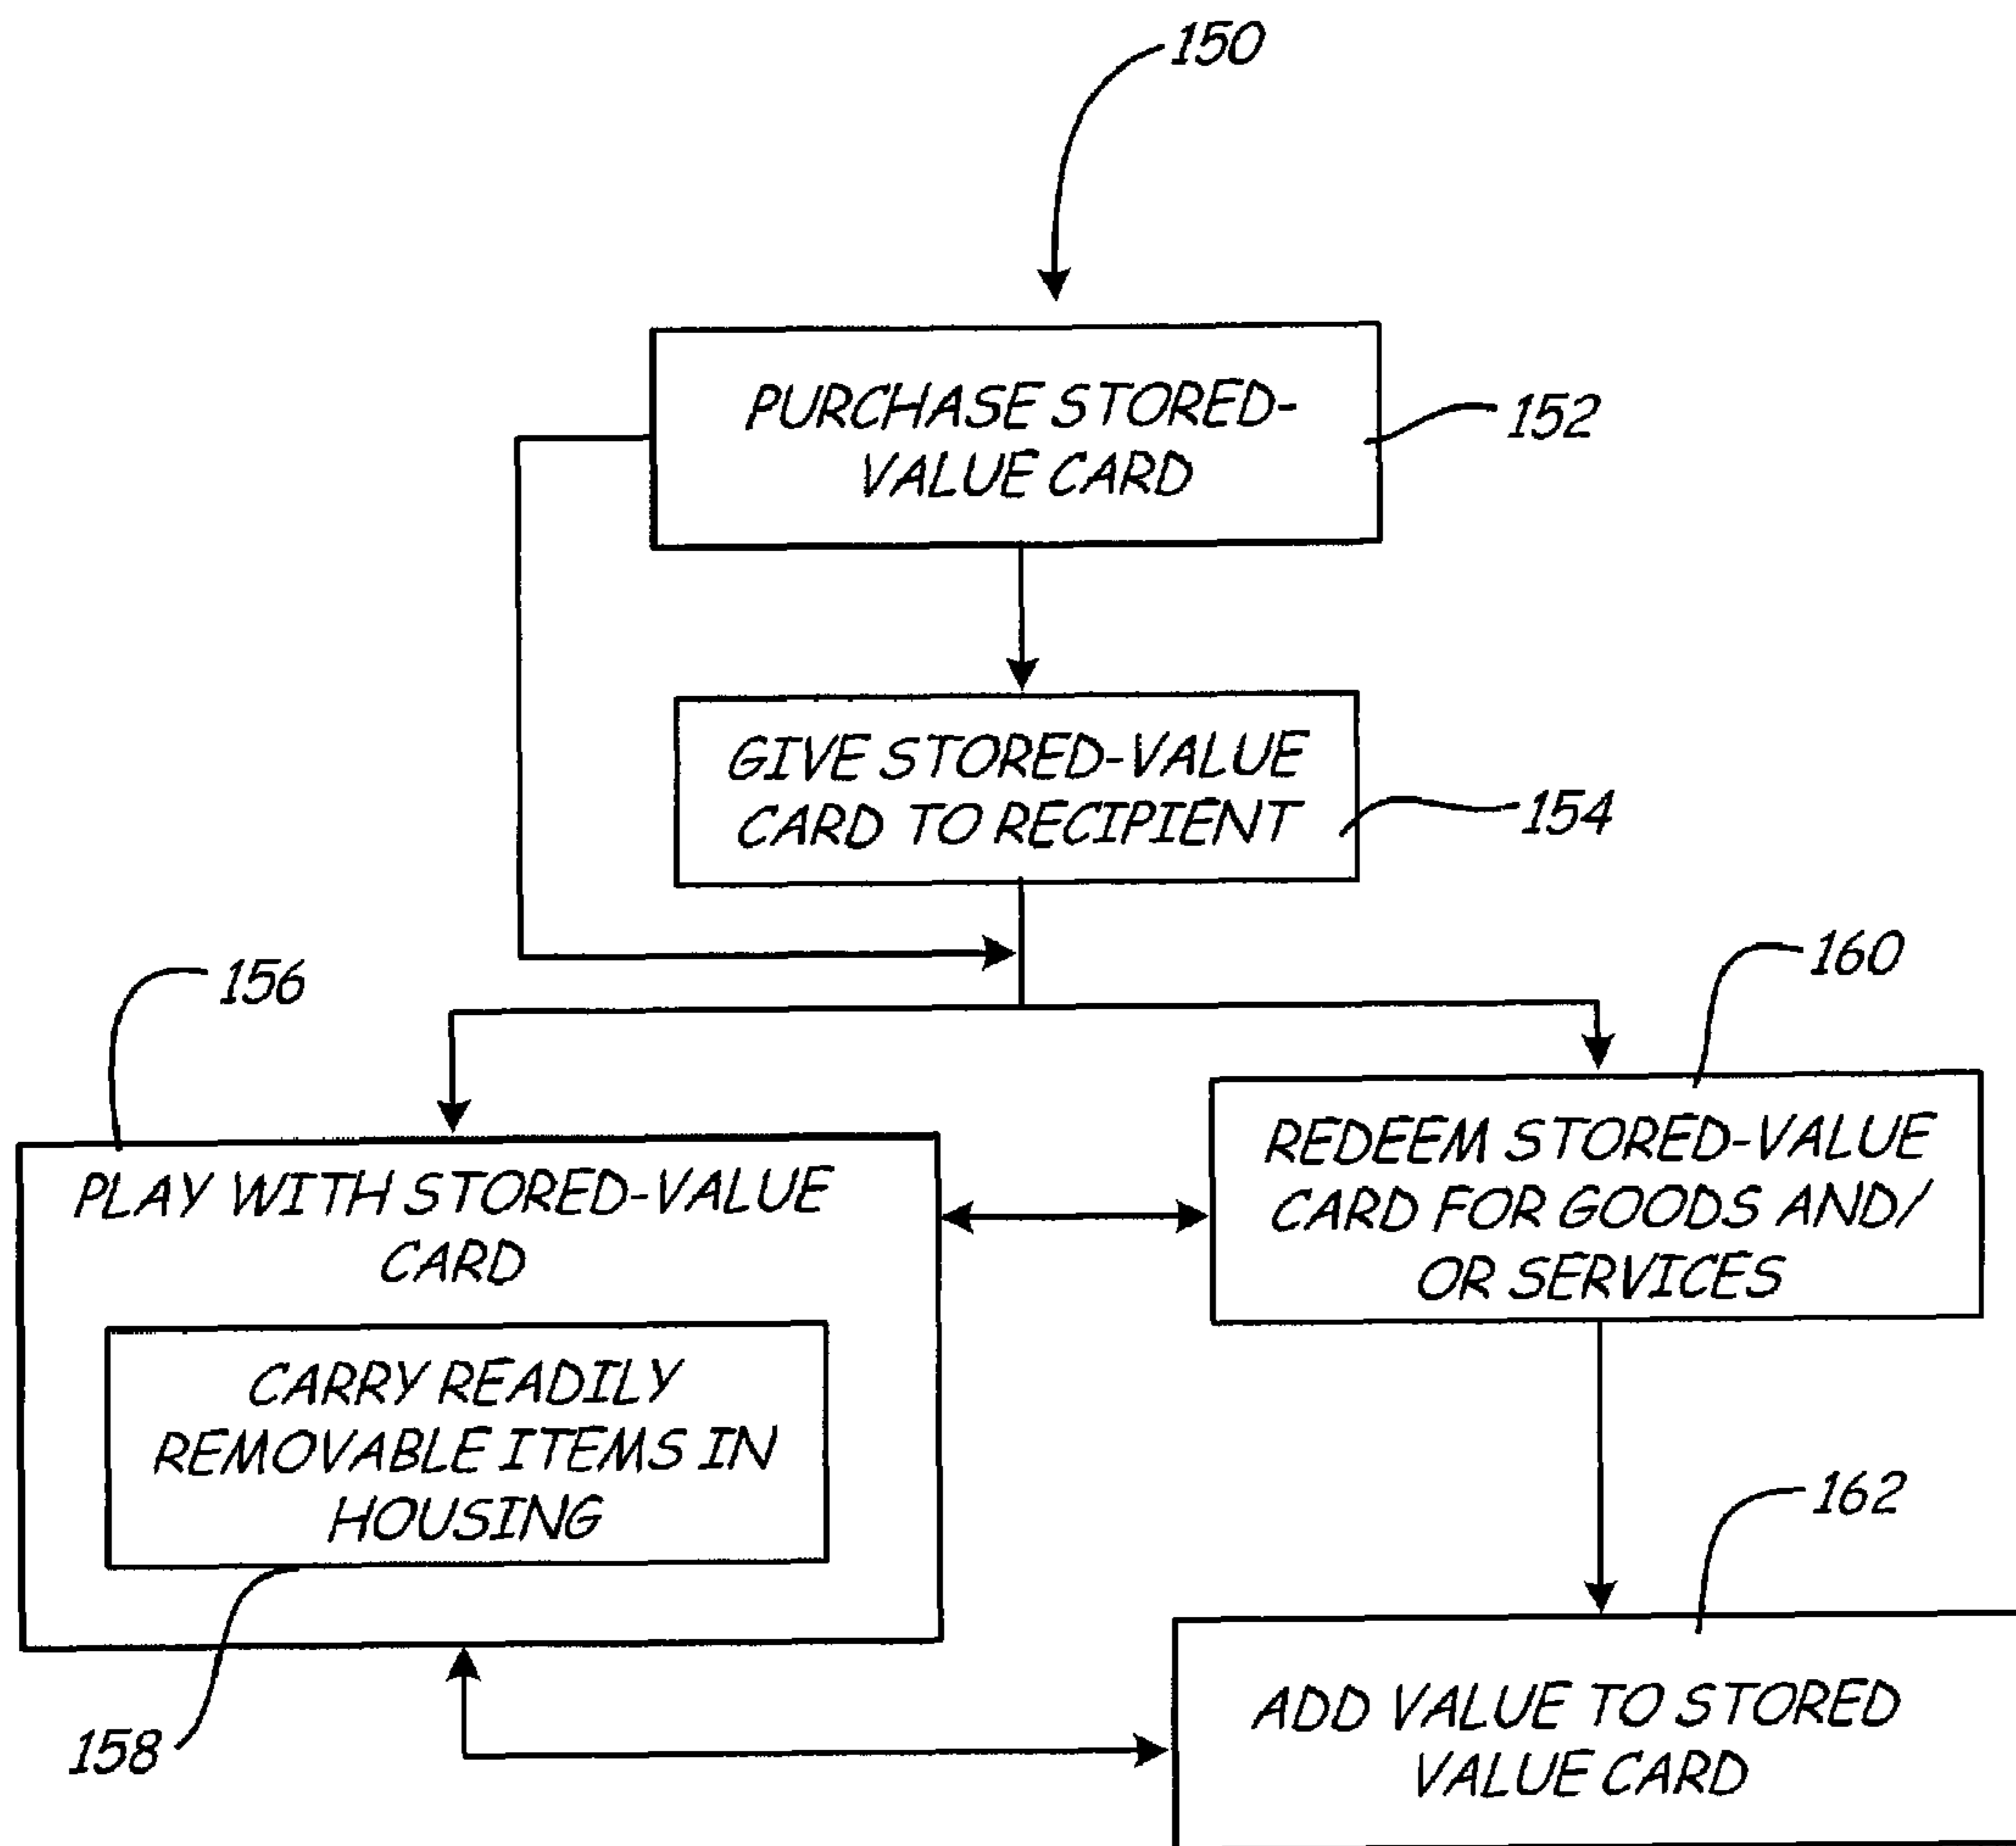 150
PURCHASE STORED-
VALUE CARD
152
GIVE STORED-VALUE
CARD TO RECIPIENT
154
156
160
PLAY WITH STORED-VALUE
CARD
REDEEM STORED-VALUE
CARD FOR GOODS AND/
OR SERVICES
CARRY READILY
REMOVABLE ITEMS IN
HOUSING
158
162
ADD VALUE TO STORED
VALUE CARD